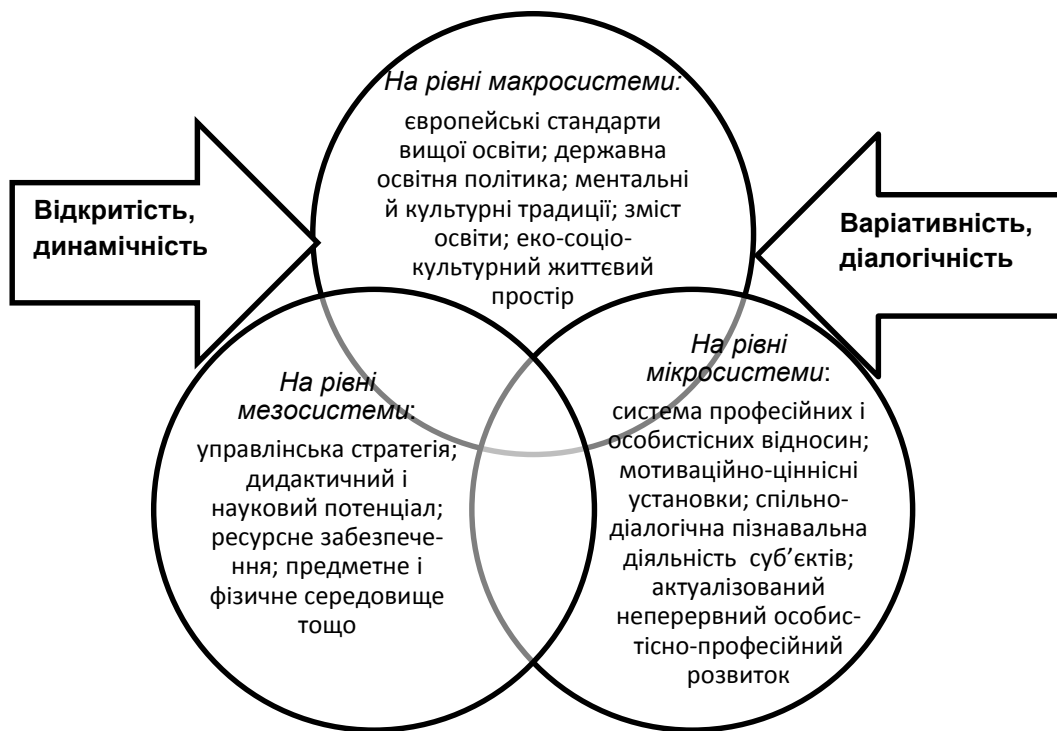 На рівні макросистеми:
європейські стандарти
вищої освіти; державна
освітня політика; ментальні
й культурні традиції; зміст
освіти; еко-соціо-
культурний життєвий
простір
Відкритість,
динамічність
Варіативність,
діалогічність
На рівні
мезосистеми:
управлінська стратегія;
дидактичний і
науковий потенціал;
ресурсне забезпече-
ння; предметне і
фізичне середовище
тощо
На рівні
мікросистеми:
система професійних і
особистісних відносин;
мотиваційно-ціннісні
установки; спільно-
діалогічна пізнавальна
діяльність суб’єктів;
актуалізований
неперервний особис-
тісно-професійний
розвиток